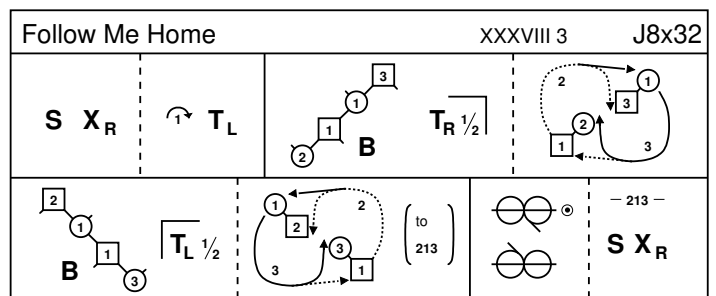 Follow Me Home XXXVIII 3 J8x32
S X R 1 T L 3 1 1 2 B T R 1/2 2 1 3 2 1 3
2 1 1 3 B T L 1/2 1 2 2 3 1 3 to 213 – 213 – S X R